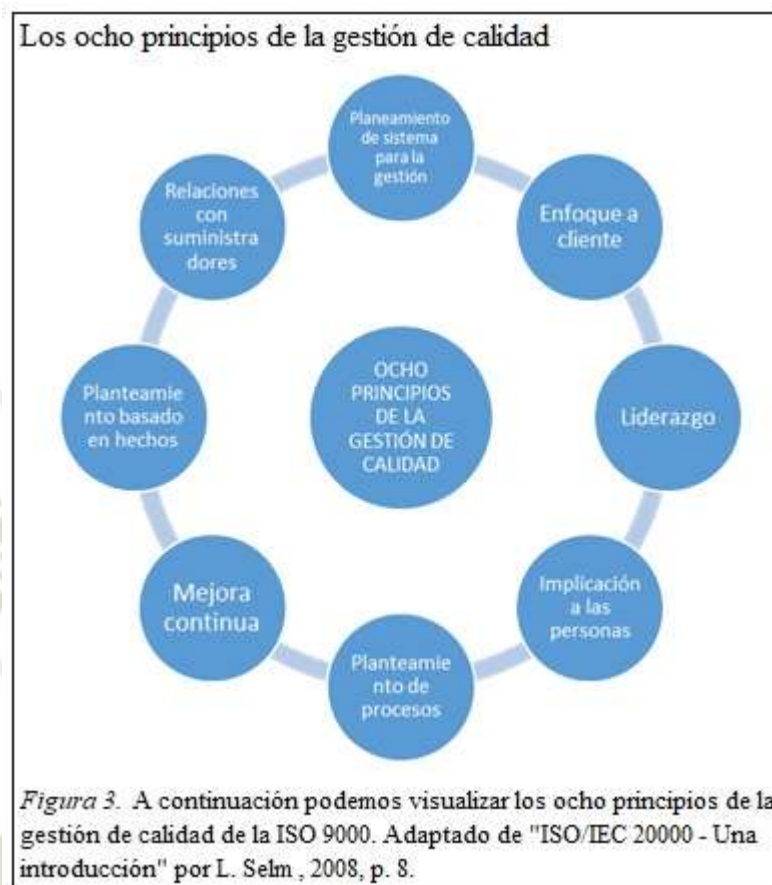 Los ocho principios de la gestión de calidad
Planeamiento
de sistema
para la
gestión
Enfoque a
cliente
Liderazgo
Implicación
a las
personas
Planteamie
nto de
procesos
Mejora
continua
Planteamie
nto basado
en hechos
Relaciones
con
suministra
dores
OCHO
PRINCIPIOS
DE LA
GESTIÓN DE
CALIDAD
Figura 3. A continuación podemos visualizar los ocho principios de la
gestión de calidad de la ISO 9000. Adaptado de "ISO/IEC 20000 - Una
introducción" por L. Selm , 2008, p. 8.